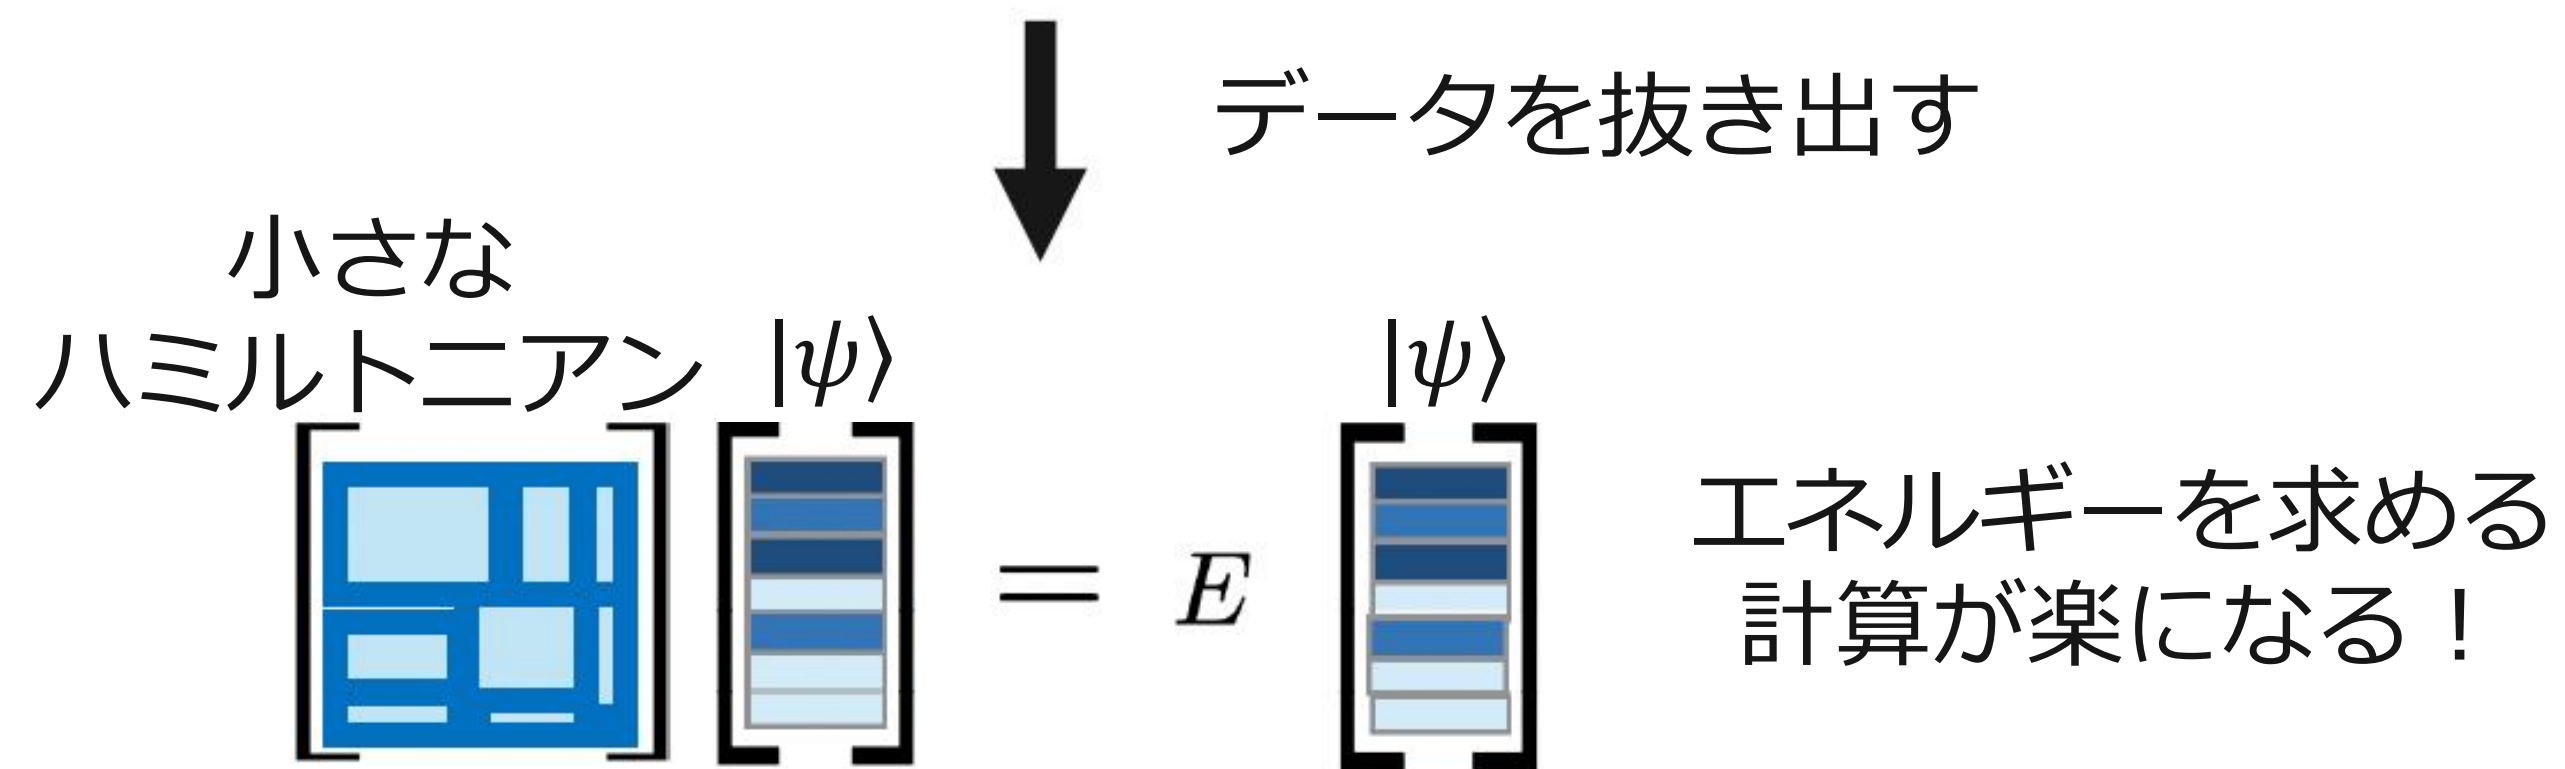 データを抜き出す
小さな
ハミルトニアン |ψ⟩ |ψ⟩
= E
エネルギーを求める
計算が楽になる！